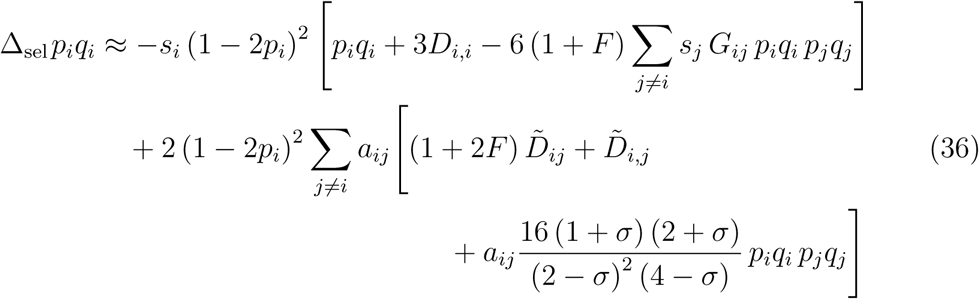 Δ_sel p_i q_i ≈ −s_i (1 − 2p_i)^2 [ p_i q_i + 3D_{i,i} − 6 (1 + F) ∑_{j≠i} s_j G_{ij} p_i q_i p_j q_j ]
+ 2 (1 − 2p_i)^2 ∑_{j≠i} a_{ij} [ (1 + 2F) D̃_{ij} + D̃_{i,j} (36)
+ a_{ij} \frac{16 (1 + σ) (2 + σ)}{(2 − σ)^2 (4 − σ)} p_i q_i p_j q_j ]